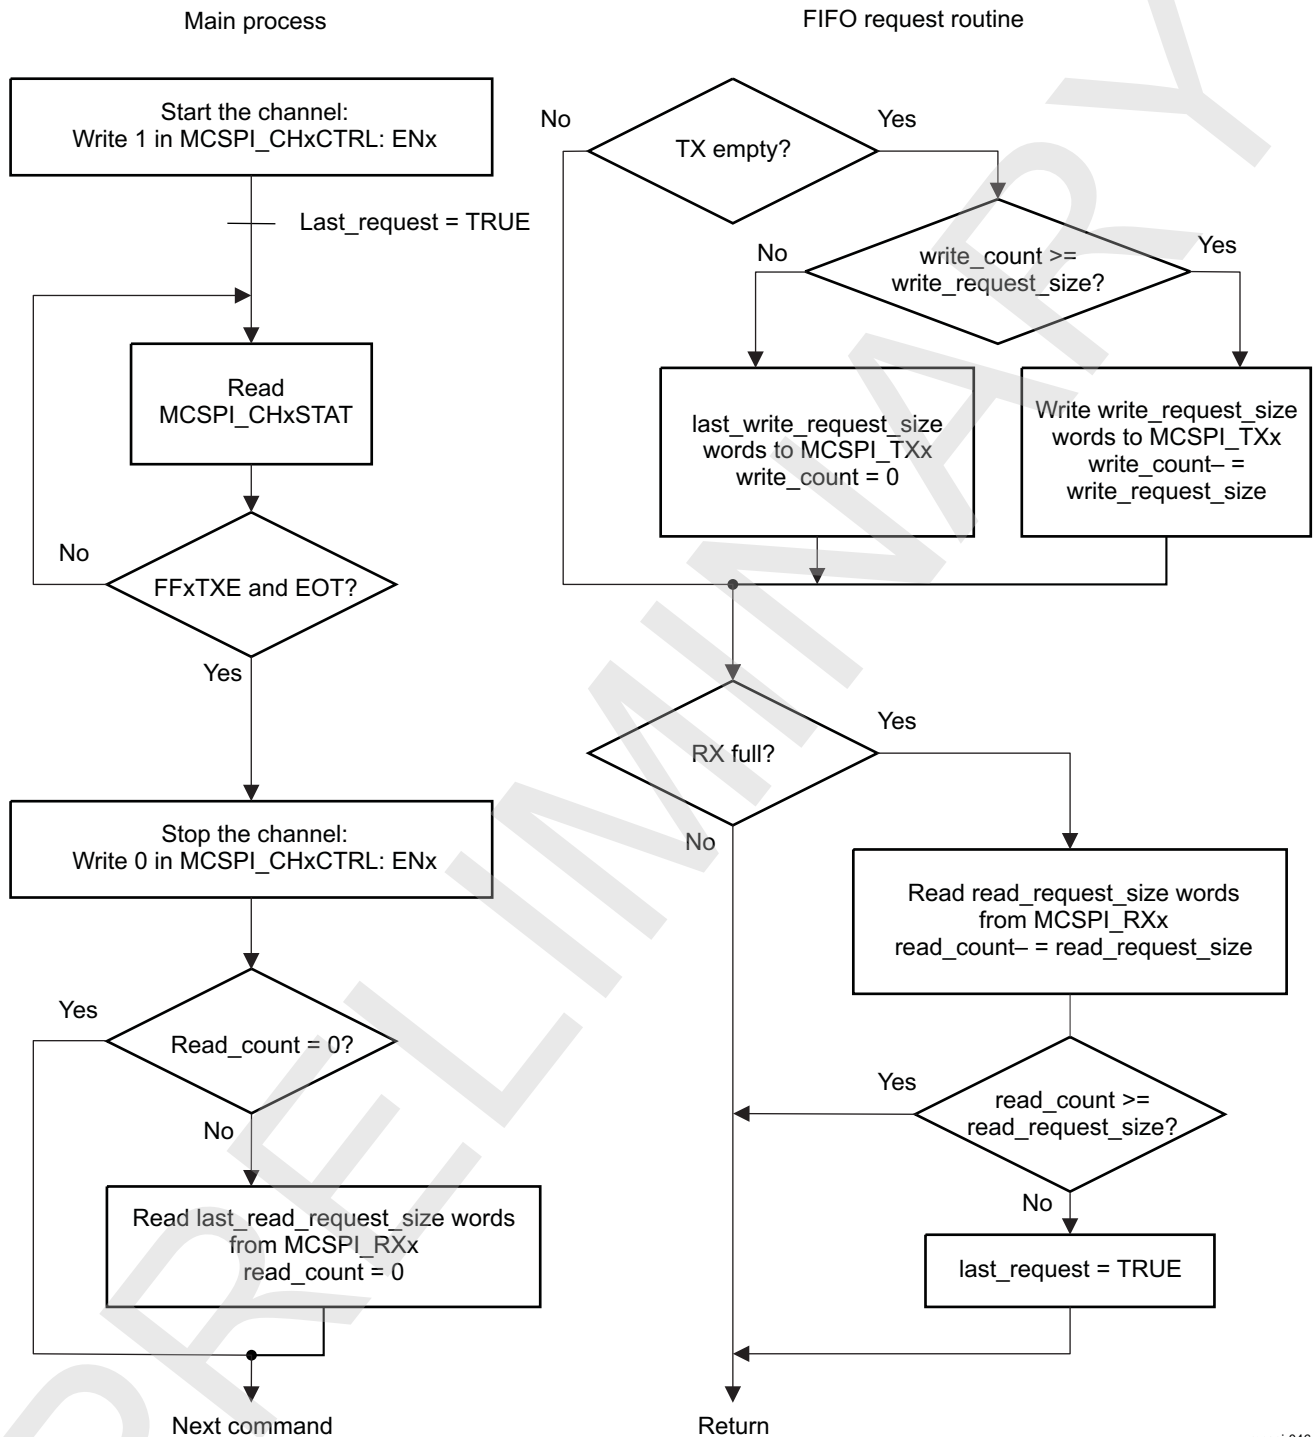 Main process
Start the channel:
Write 1 in MCSPI_CHxCTRL: ENx
Last_request = TRUE
Read
MCSPI_CHxSTAT
No
FFxTXE and EOT?
Yes
Stop the channel:
Write 0 in MCSPI_CHxCTRL: ENx
Yes
Read_count = 0?
No
Read last_read_request_size words
from MCSPI_RXx
read_count = 0
Next command
FIFO request routine
No
TX empty?
Yes
No
write_count >=
write_request_size?
Yes
last_write_request_size
words to MCSPI_TXx
write_count = 0
Write write_request_size
words to MCSPI_TXx
write_count– =
write_request_size
RX full?
Yes
No
Read read_request_size words
from MCSPI_RXx
read_count– = read_request_size
Yes
read_count >=
read_request_size?
No
last_request = TRUE
Return
PRELIMINARY